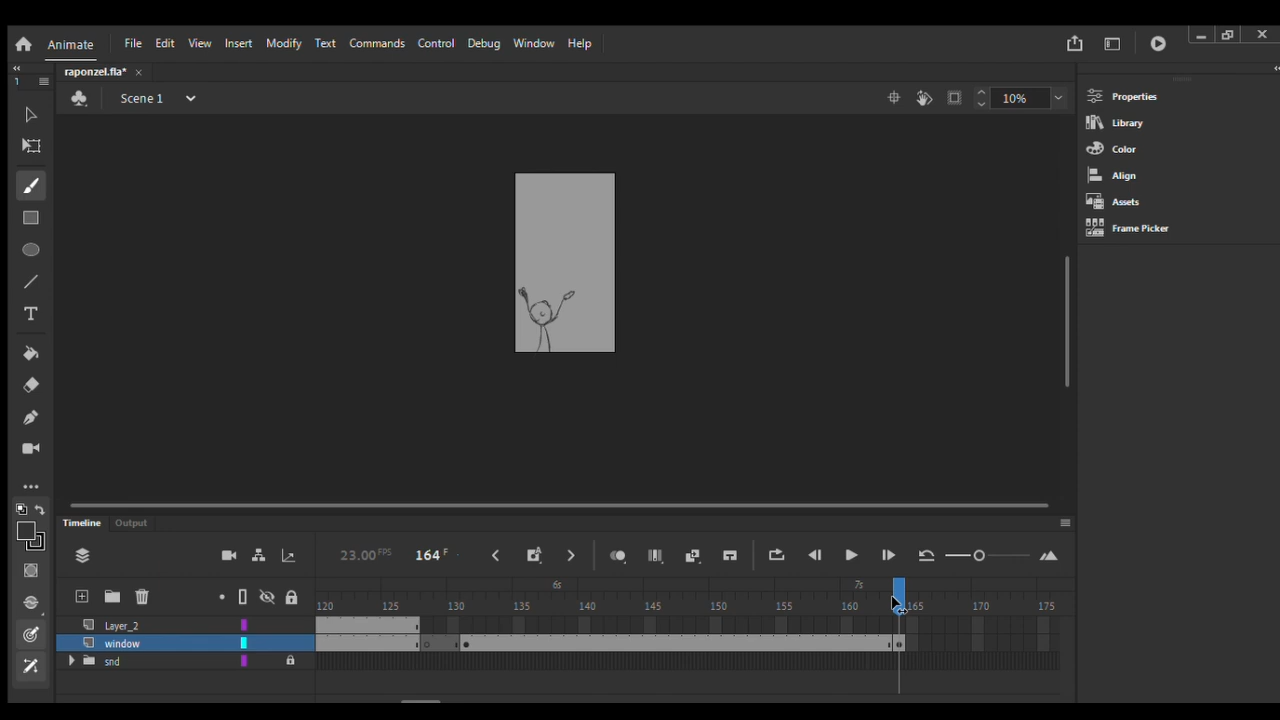 Animate File Edit View Insert Modify Text Commands Control Debug Window Help
raponzel.fla*
1
Scene 1
10%
Properties
Library
Color
Align
Assets
Frame Picker
T
Timeline Output
23.00 FPS 164 F
6s 7s
120 125 130 135 140 145 150 155 160 165 170 175
Layer_2
window
snd